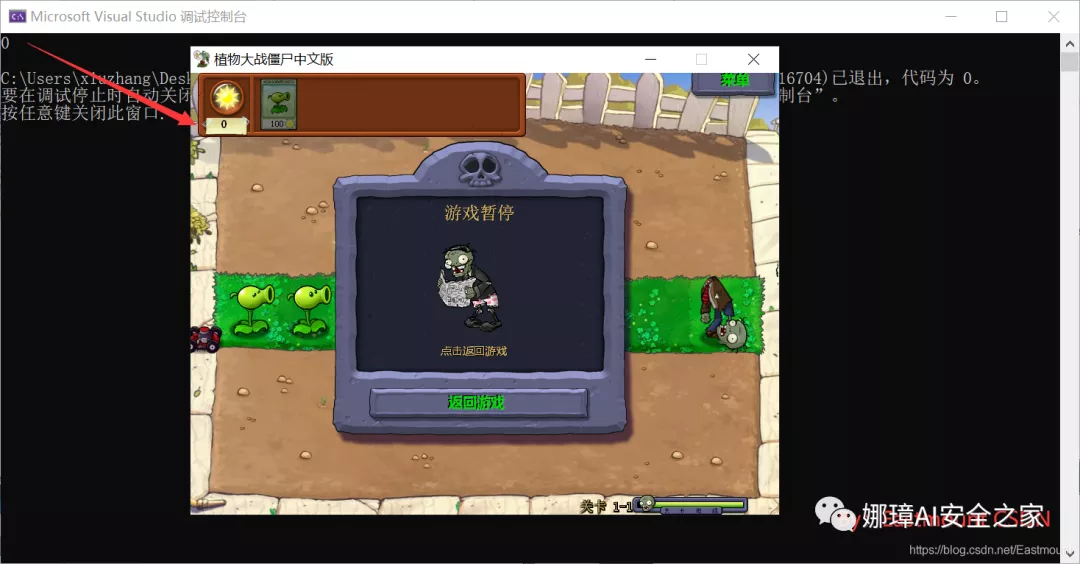 Microsoft Visual Studio 调试控制台
0
植物大战僵尸中文版
C:\Users\xiuzhang\Desk
16704)已退出，代码为 0。
要在调试停止时自动关闭
制台”。
按任意键关闭此窗口.
菜单
0
100
游戏暂停
点击返回游戏
返回游戏
关卡 1-1
娜璋AI安全之家
https://blog.csdn.net/Eastmou